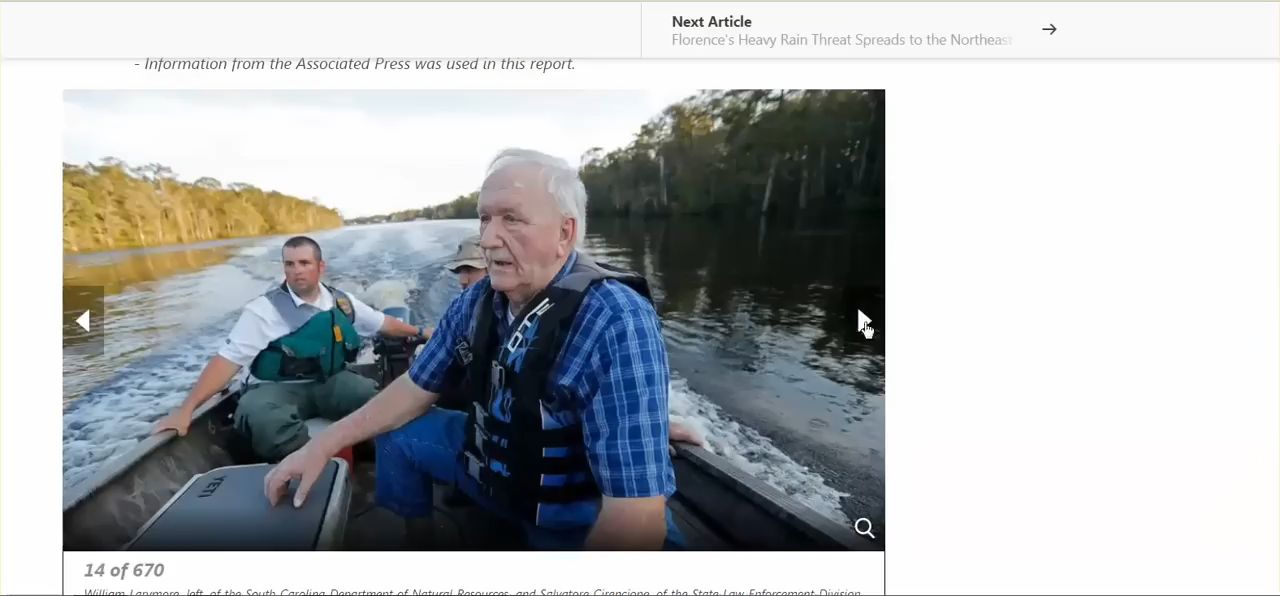 Next Article
Florence's Heavy Rain Threat Spreads to the Northeast
- Information from the Associated Press was used in this report.
YETI
14 of 670
William Larymore, left, of the South Carolina Department of Natural Resources, and Salvatore Cirencione, of the State Law Enforcement Division